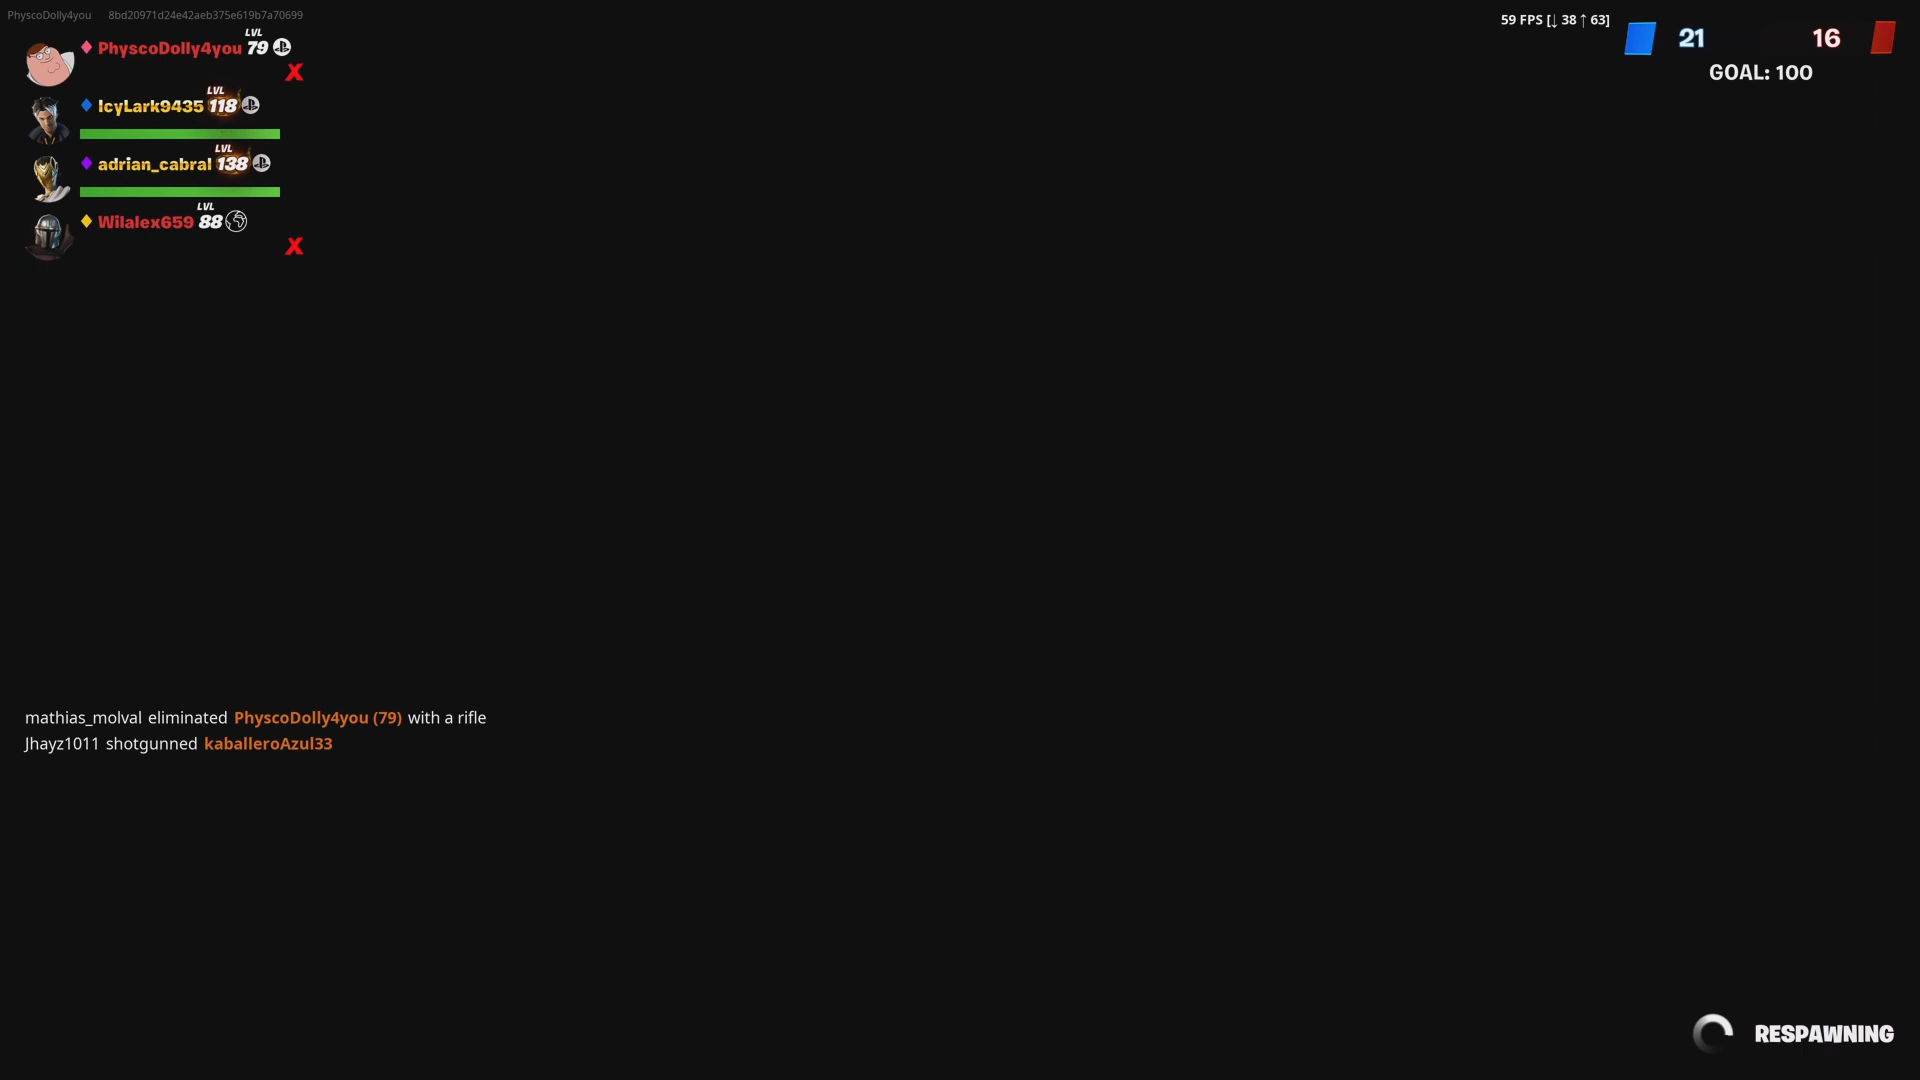 PhyscoDolly4you 8bd20971d24e42aeb375e619b7a70699
59 FPS [↓ 38 ↑ 63]
21 16
GOAL: 100
LVL
PhyscoDolly4you 79
X
LVL
IcyLark9435 118
LVL
adrian_cabral 138
LVL
Wilalex659 88
X
mathias_molval eliminated PhyscoDolly4you (79) with a rifle
Jhayz1011 shotgunned kaballeroAzul33
RESPAWNING